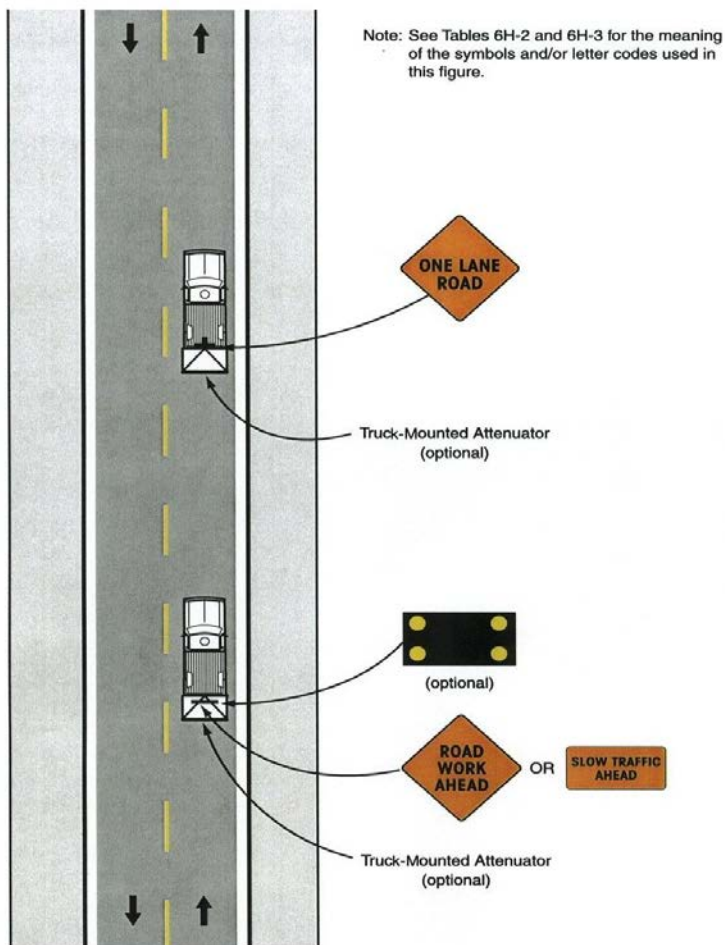 Note: See Tables 6H-2 and 6H-3 for the meaning
of the symbols and/or letter codes used in
this figure.
ONE LANE
ROAD
Truck-Mounted Attenuator
(optional)
(optional)
ROAD
WORK
AHEAD
OR
SLOW TRAFFIC
AHEAD
Truck-Mounted Attenuator
(optional)